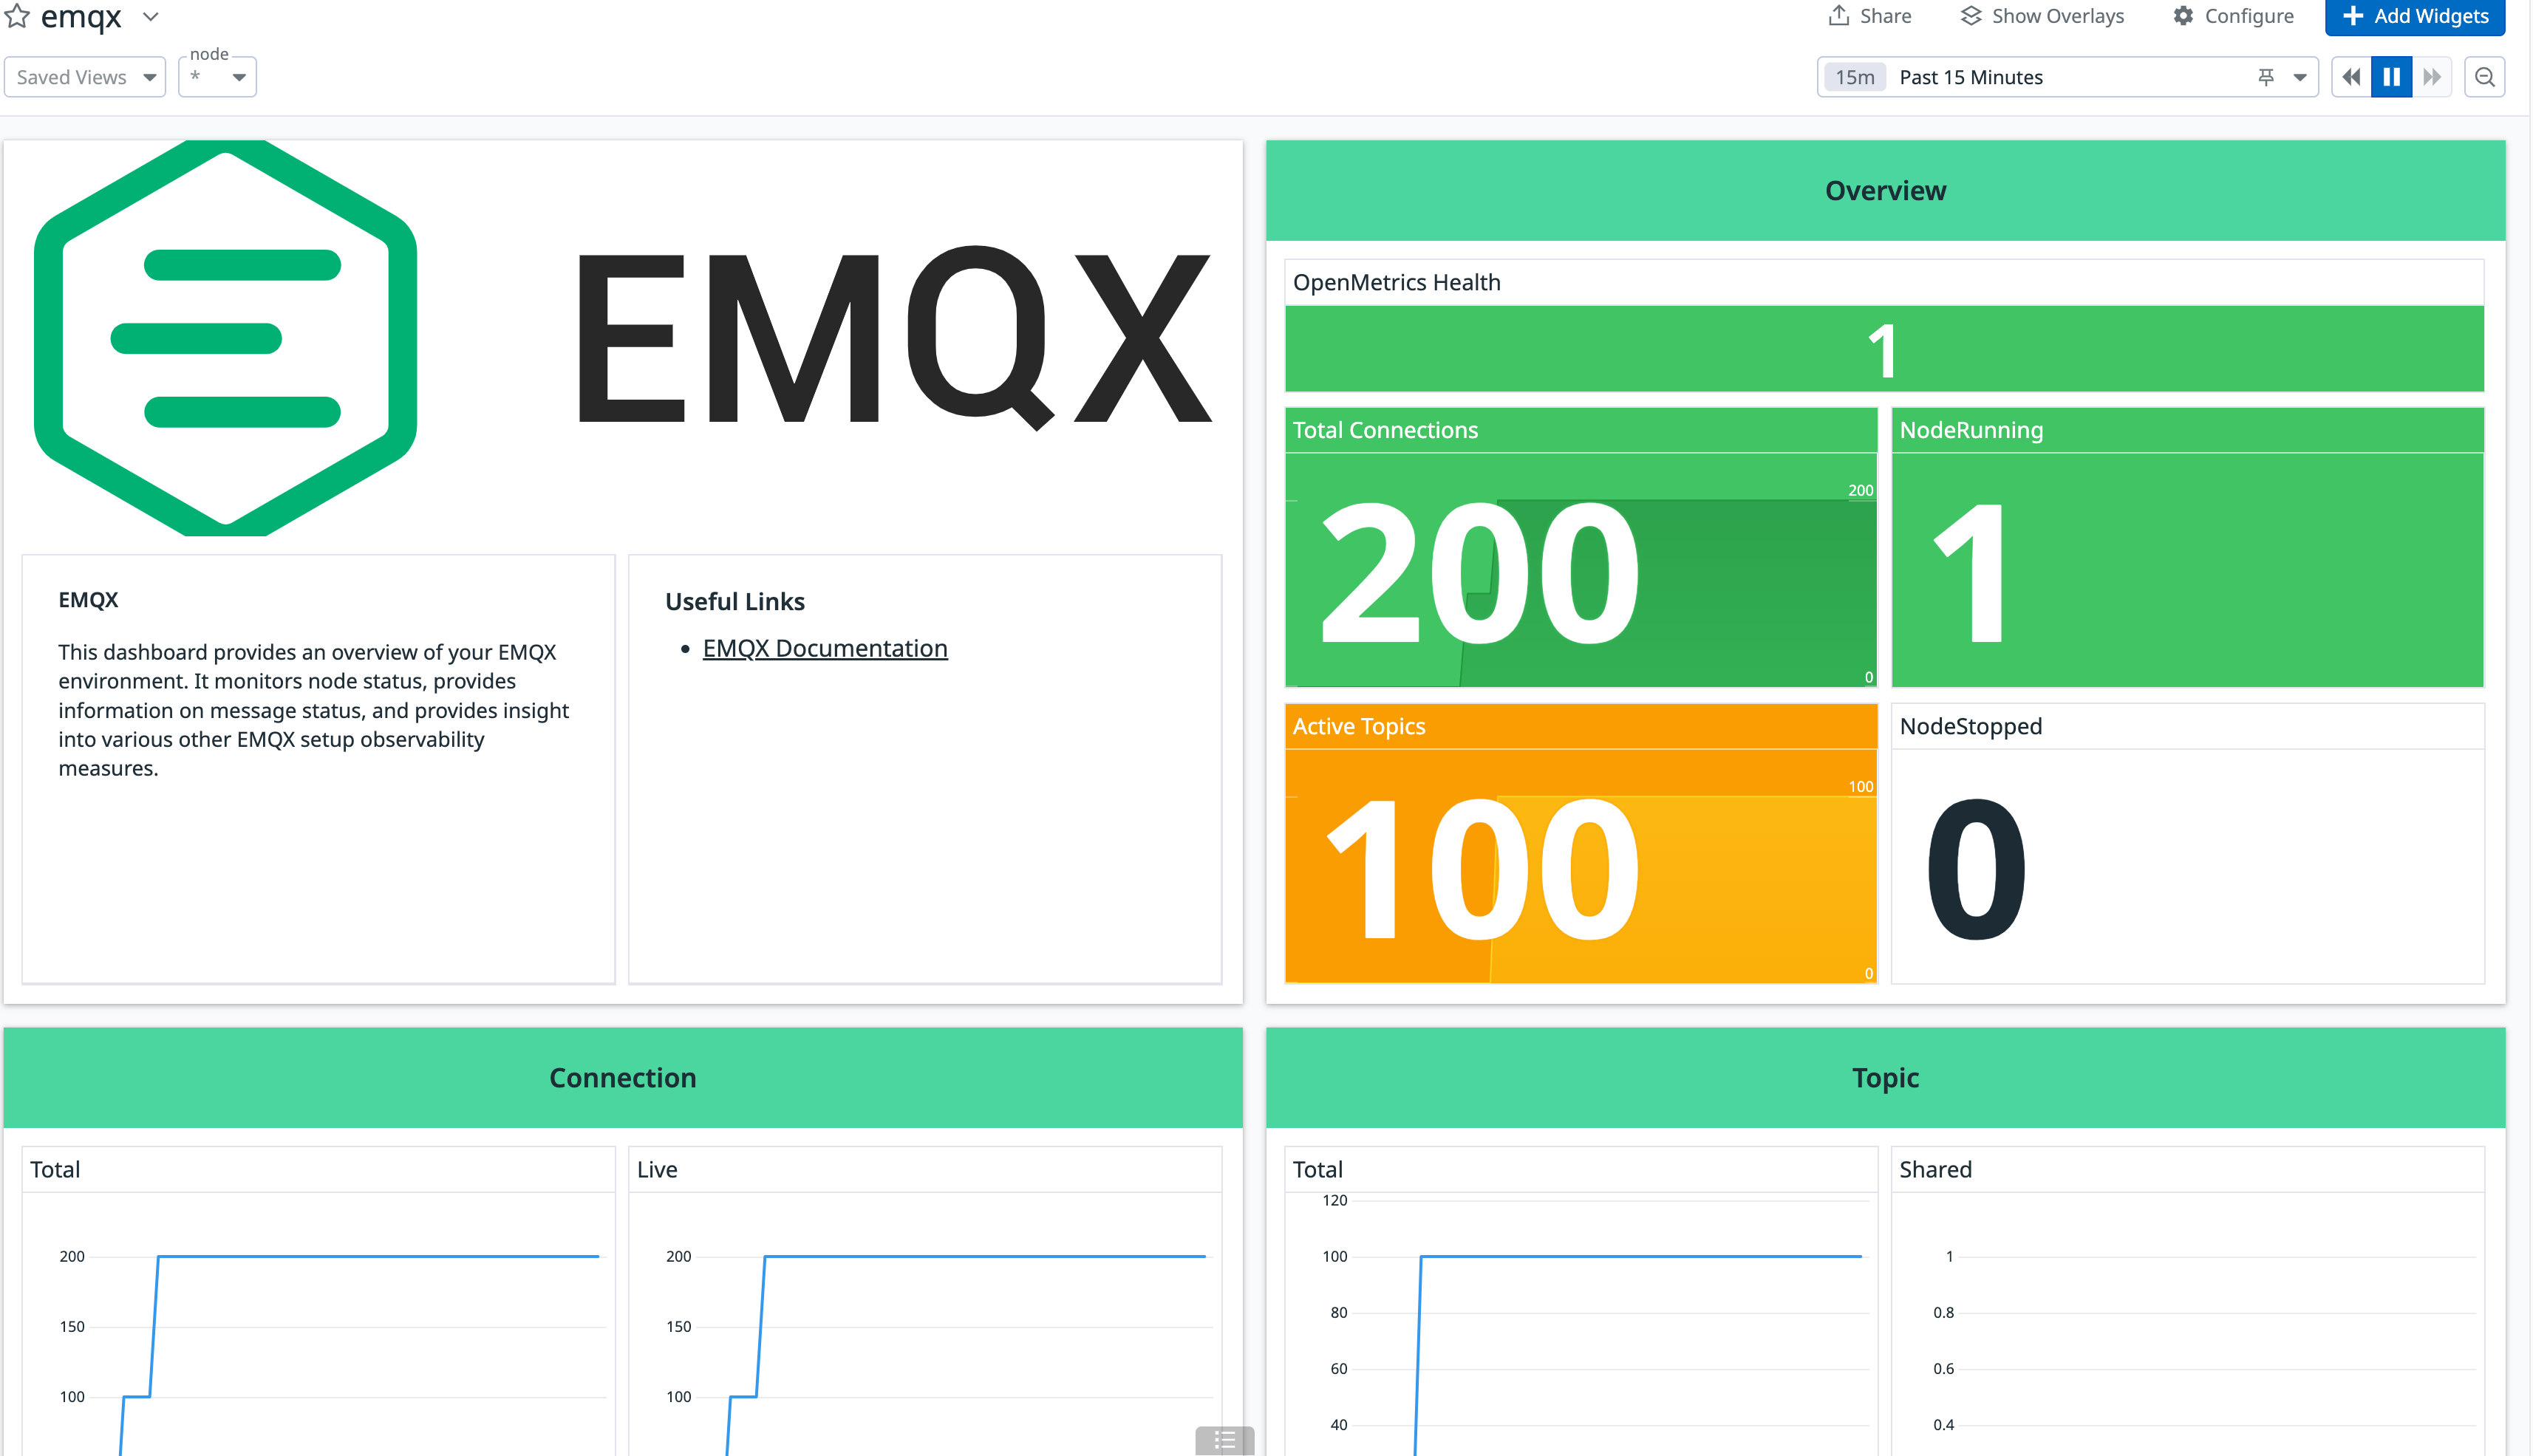 emqx
Share
Show Overlays
Configure
Add Widgets
Saved Views
node
*
15m Past 15 Minutes
EMQX
EMQX
This dashboard provides an overview of your EMQX
environment. It monitors node status, provides
information on message status, and provides insight
into various other EMQX setup observability
measures.
Useful Links
• EMQX Documentation
Overview
OpenMetrics Health
1
Total Connections
200
200
0
NodeRunning
1
Active Topics
100
100
0
NodeStopped
0
Connection
Total
200
150
100
Live
200
150
100
Topic
Total
120
100
80
60
40
Shared
1
0.8
0.6
0.4